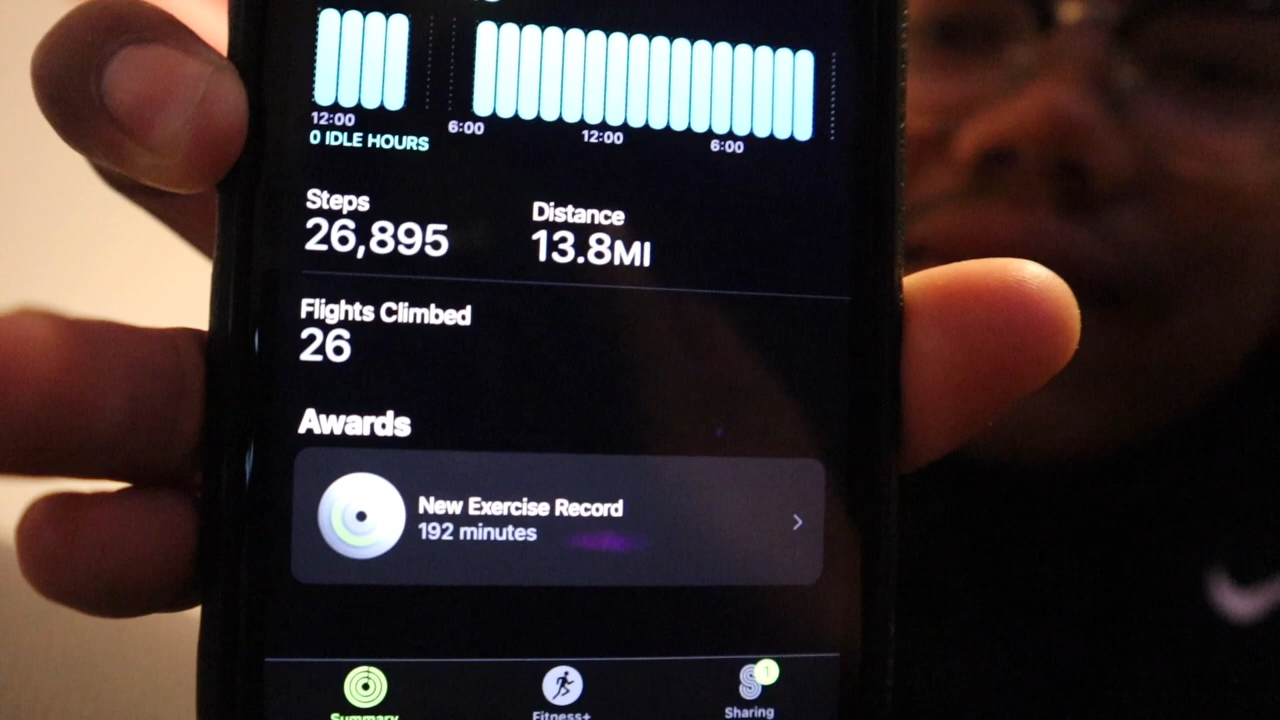 12:00
6:00
12:00
6:00
0 IDLE HOURS
Steps
26,895
Distance
13.8MI
Flights Climbed
26
Awards
New Exercise Record
192 minutes
1
Summary
Fitness+
Sharing